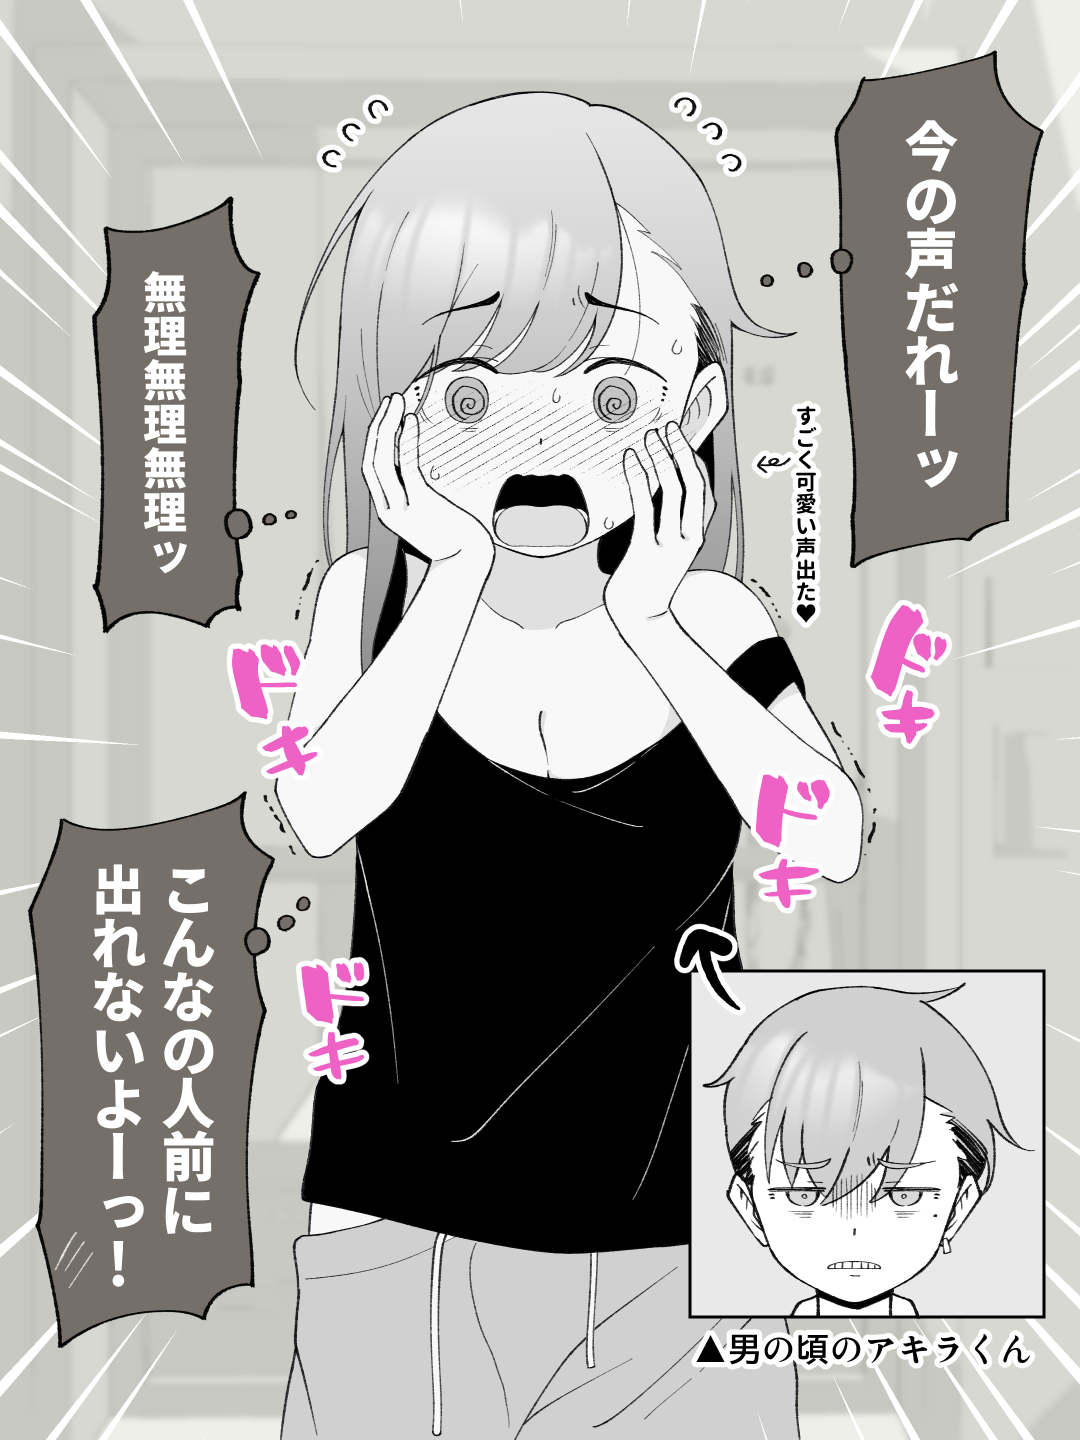 今の声だれーッ
すごく可愛い声出た♥
無理無理無理ッ
ドキ
ドキ
ドキ
こんなの人前に
出れないよーっ！
ドキ
▲男の頃のアキラくん